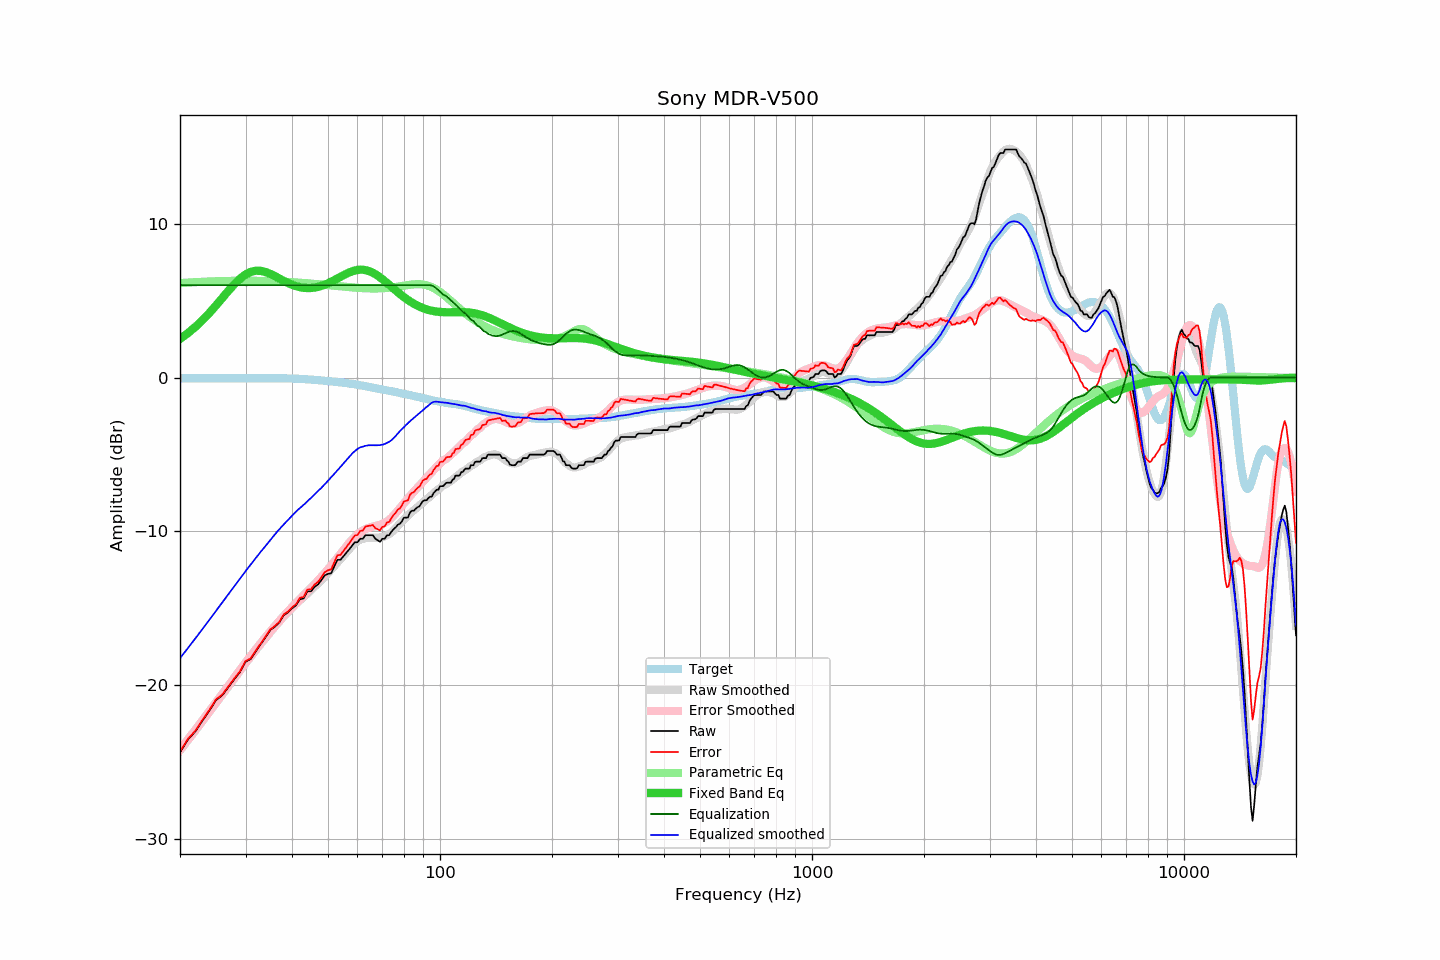 Sony MDR-V500
Amplitude (dBr)
10
0
−10
−20
−30
100
1000
10000
Frequency (Hz)
Target
Raw Smoothed
Error Smoothed
Raw
Error
Parametric Eq
Fixed Band Eq
Equalization
Equalized smoothed